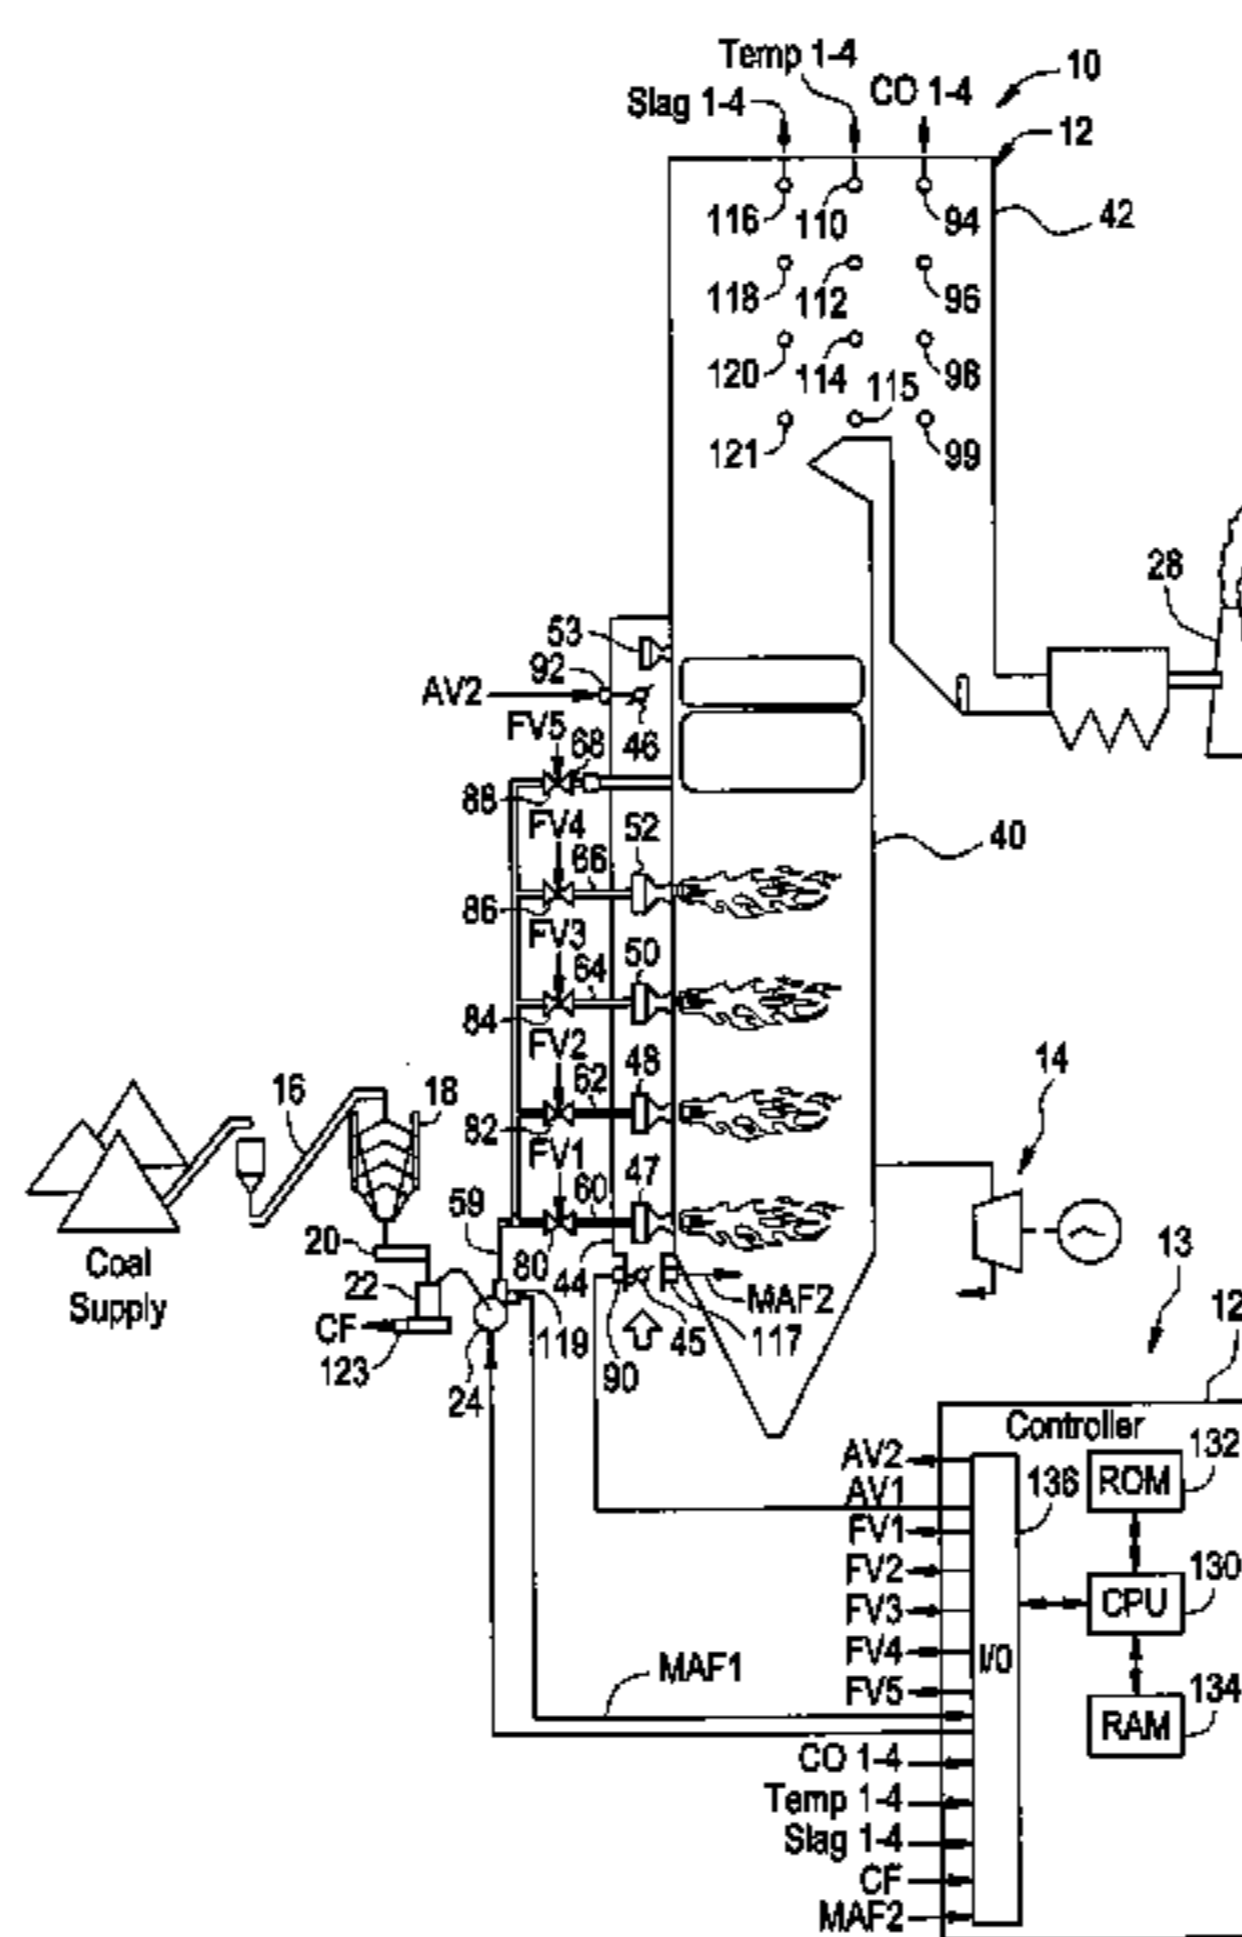 Temp 1-4
10
CO 1-4
Slag 1-4
12
116
110
94
42
118
112
96
120
114
98
115
121
99
28
53
92
AV2
46
FV5
68
88
FV4
52
66
40
86
FV3
50
64
84
FV2
48
14
62
16
18
82
FV1
47
60
59
13
20
Coal
Supply
22
80
44
MAF2
CF
119
45
117
123
90
24
12
Controller
AV2
132
ROM
136
AV1
FV1
FV2
130
CPU
FV3
FV4
I/O
MAF1
FV5
134
RAM
CO 1-4
Temp 1-4
Slag 1-4
CF
MAF2